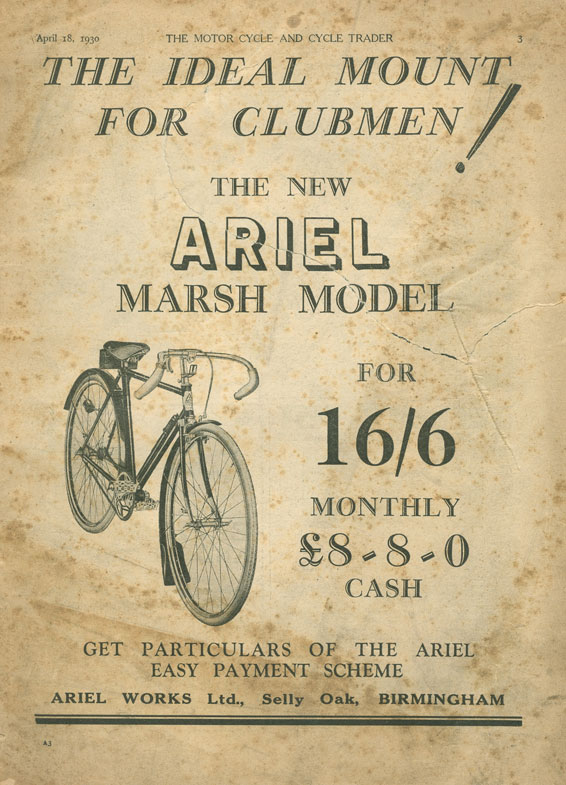 April 18, 1930 THE MOTOR CYCLE AND CYCLE TRADER 3
THE IDEAL MOUNT
FOR CLUBMEN!
THE NEW
ARIEL
MARSH MODEL
FOR
16/6
MONTHLY
£8-8-0
CASH
GET PARTICULARS OF THE ARIEL
EASY PAYMENT SCHEME
ARIEL WORKS Ltd., Selly Oak, BIRMINGHAM
A3